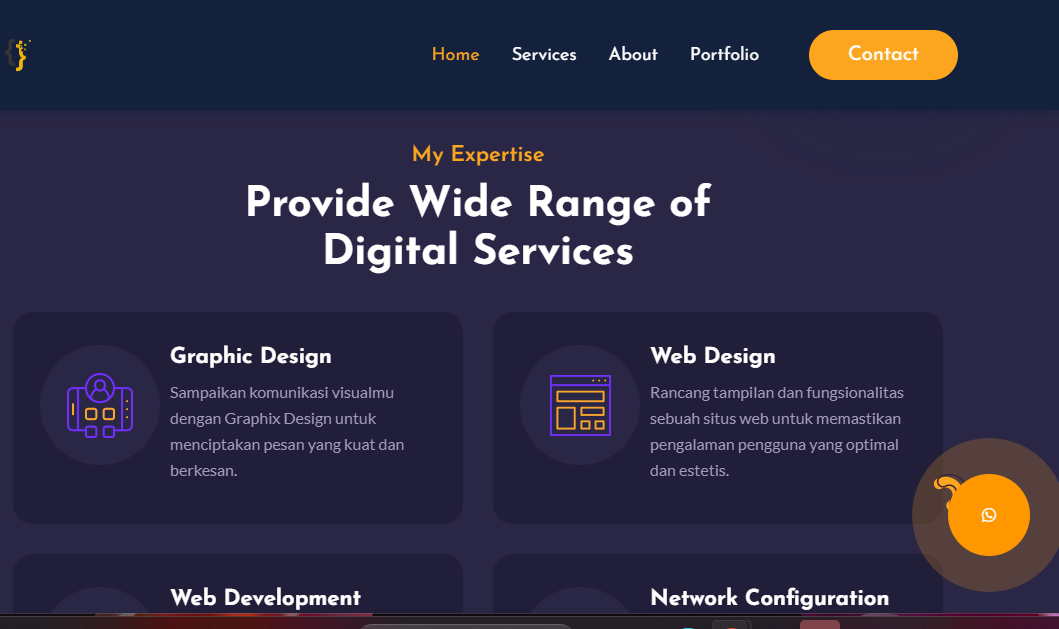 Home Services About Portfolio Contact
My Expertise
Provide Wide Range of
Digital Services
Graphic Design
Sampaikan komunikasi visualmu
dengan Graphix Design untuk
menciptakan pesan yang kuat dan
berkesan.
Web Design
Rancang tampilan dan fungsionalitas
sebuah situs web untuk memastikan
pengalaman pengguna yang optimal
dan estetis.
Web Development
Network Configuration